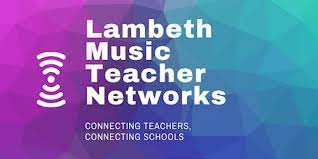 Lambeth
Music
Teacher
Networks
CONNECTING TEACHERS,
CONNECTING SCHOOLS